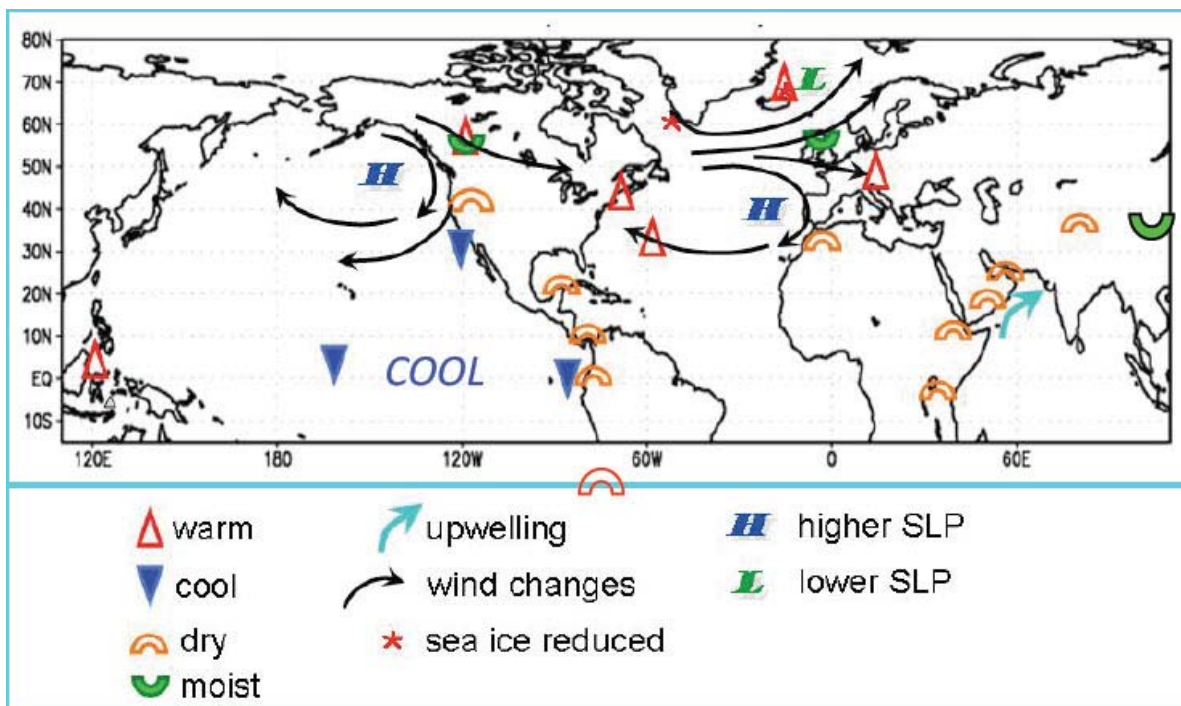 80N
70N
60N
50N
40N
30N
20N
10N
EQ
10S
H
L
H
COOL
120E 180 120W 60W 0 60E
warm upwelling H higher SLP
cool wind changes L lower SLP
dry * sea ice reduced
moist